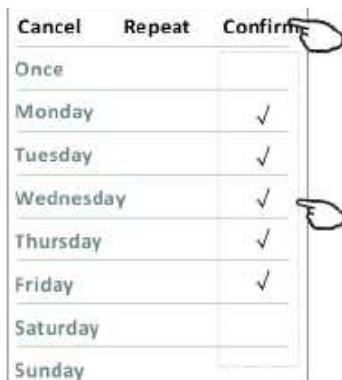 Cancel Repeat Confirm
Once
Monday √
Tuesday √
Wednesday √
Thursday √
Friday √
Saturday
Sunday